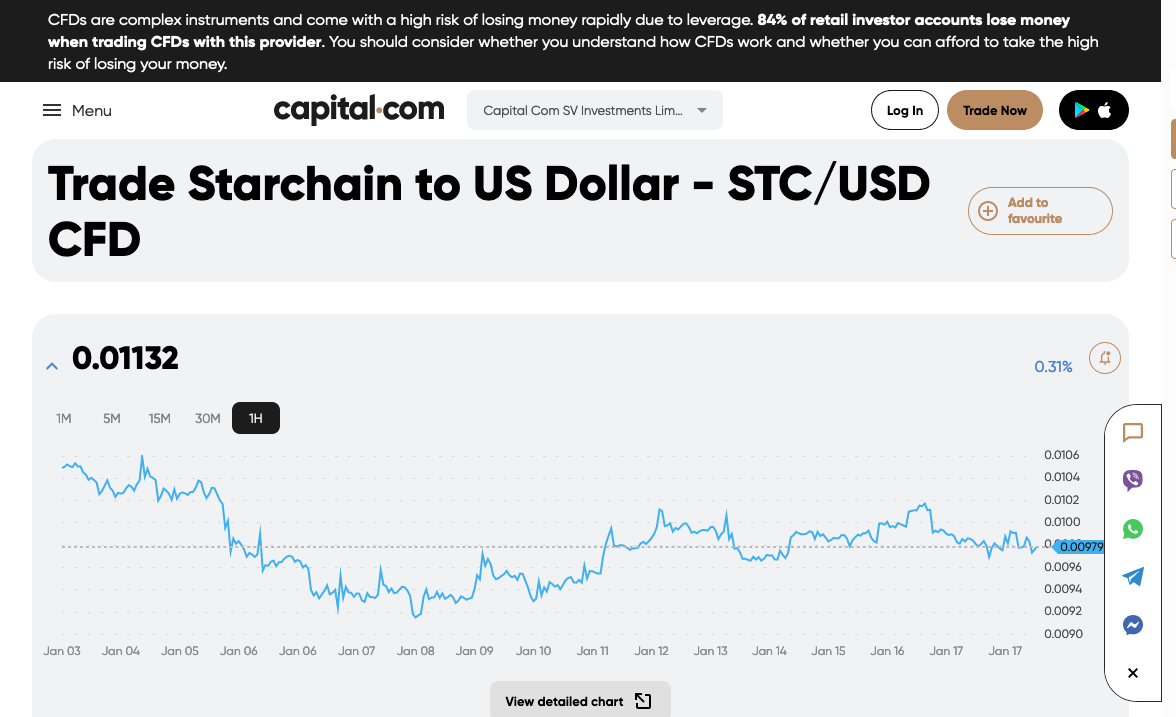 CFDs are complex instruments and come with a high risk of losing money rapidly due to leverage. 84% of retail investor accounts lose money
when trading CFDs with this provider. You should consider whether you understand how CFDs work and whether you can afford to take the high
risk of losing your money.
Menu
capital.com
Capital Com SV Investments Lim...
Log In
Trade Now
Trade Starchain to US Dollar - STC/USD
CFD
Add to
favourite
0.01132
0.31%
1M 5M 15M 30M 1H
0.0106
0.0104
0.0102
0.0100
0.00979
0.0096
0.0094
0.0092
0.0090
Jan 03 Jan 04 Jan 05 Jan 06 Jan 06 Jan 07 Jan 08 Jan 09 Jan 10 Jan 11 Jan 12 Jan 13 Jan 14 Jan 15 Jan 16 Jan 17 Jan 17
View detailed chart